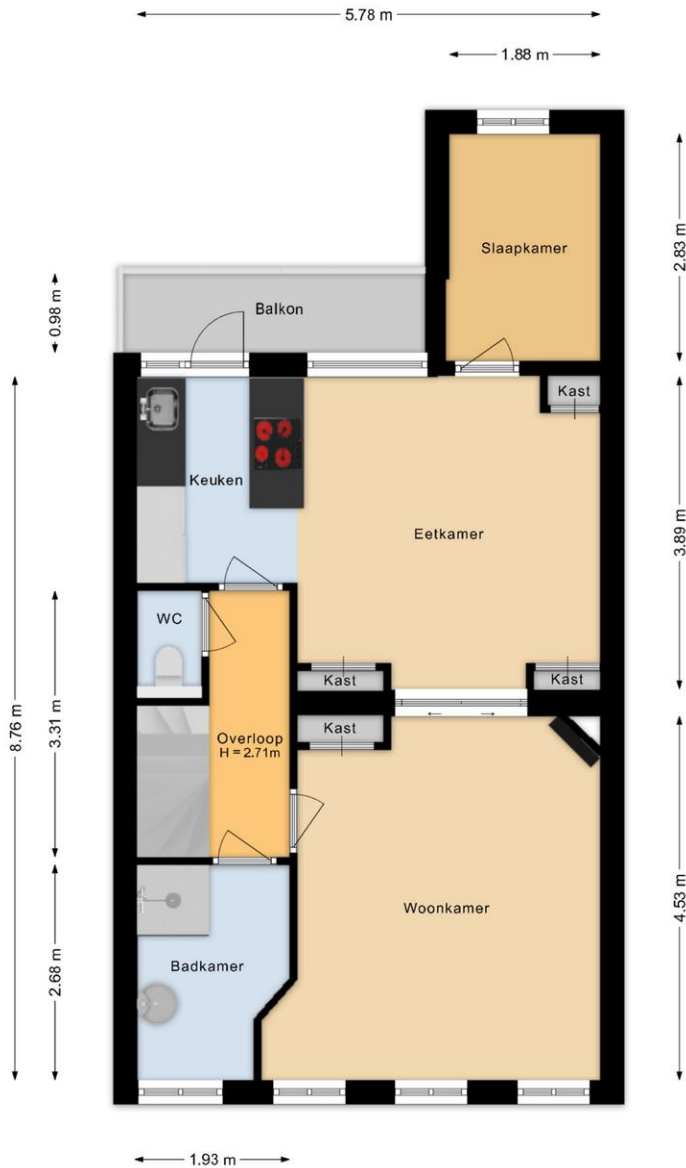 5.78 m
1.88 m
Slaapkamer
2.83 m
0.98 m
Balkon
Kast
Keuken
Eetkamer
3.89 m
WC
Kast
Kast
Kast
Overloop
H = 2.71m
8.76 m
3.31 m
Woonkamer
4.53 m
Badkamer
2.68 m
1.93 m